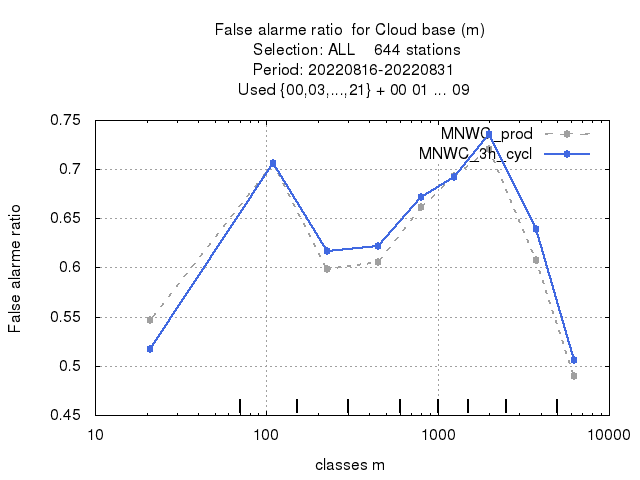 False alarme ratio  for Cloud base (m)
Selection: ALL    644 stations
Period: 20220816-20220831
Used {00,03,...,21} + 00 01 ... 09
0.75
0.7
0.65
0.6
0.55
0.5
0.45
False alarme ratio
MNWC_prod
MNWC_3h_cycl
10
100
1000
10000
classes m